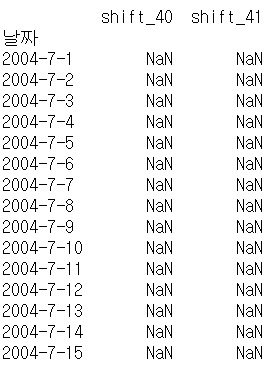 shift_40 shift_41
날짜
2004-7-1 NaN NaN
2004-7-2 NaN NaN
2004-7-3 NaN NaN
2004-7-4 NaN NaN
2004-7-5 NaN NaN
2004-7-6 NaN NaN
2004-7-7 NaN NaN
2004-7-8 NaN NaN
2004-7-9 NaN NaN
2004-7-10 NaN NaN
2004-7-11 NaN NaN
2004-7-12 NaN NaN
2004-7-13 NaN NaN
2004-7-14 NaN NaN
2004-7-15 NaN NaN